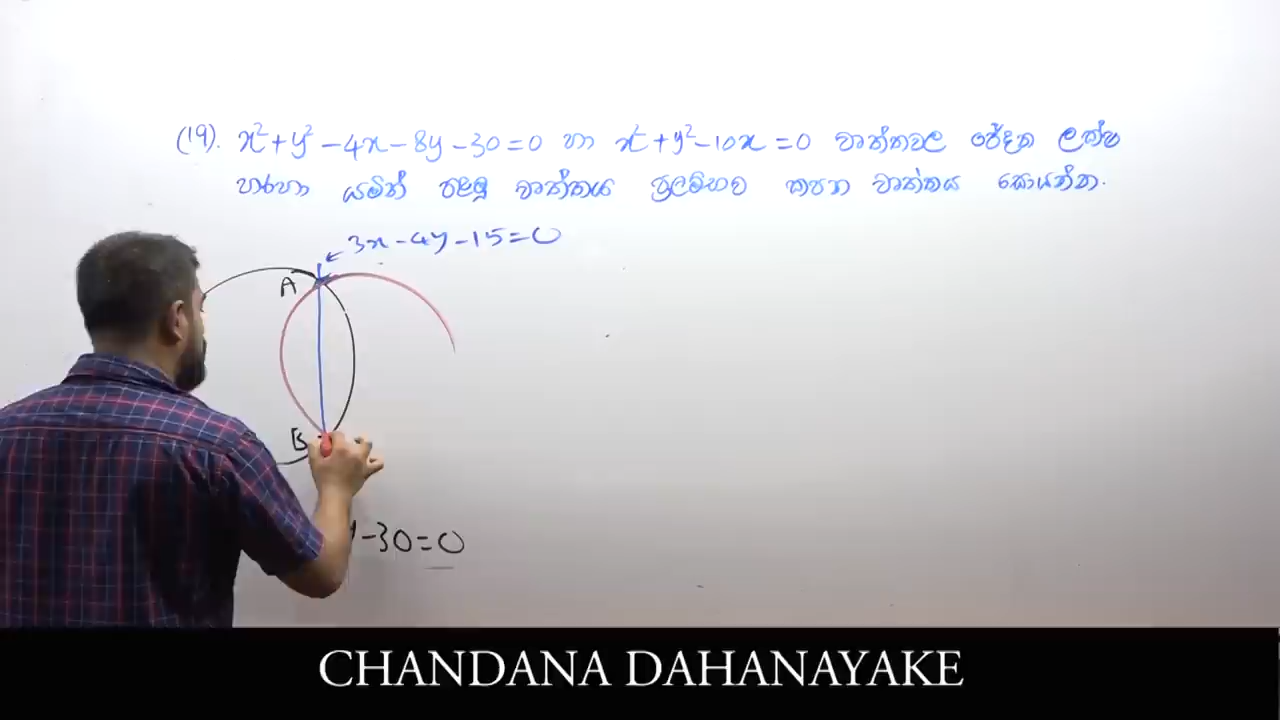 (19). x² + y² - 4x - 8y - 30 = 0 හා x² + y² - 10x = 0 වෘත්තවල ඡේදන ලක්ෂ්‍ය
හරහා යමින් පළමු වෘත්තය ප්‍රලම්භව කපන වෘත්තය සොයන්න.
3x - 4y - 15 = 0
A
B
y - 30 = 0
CHANDANA DAHANAYAKE